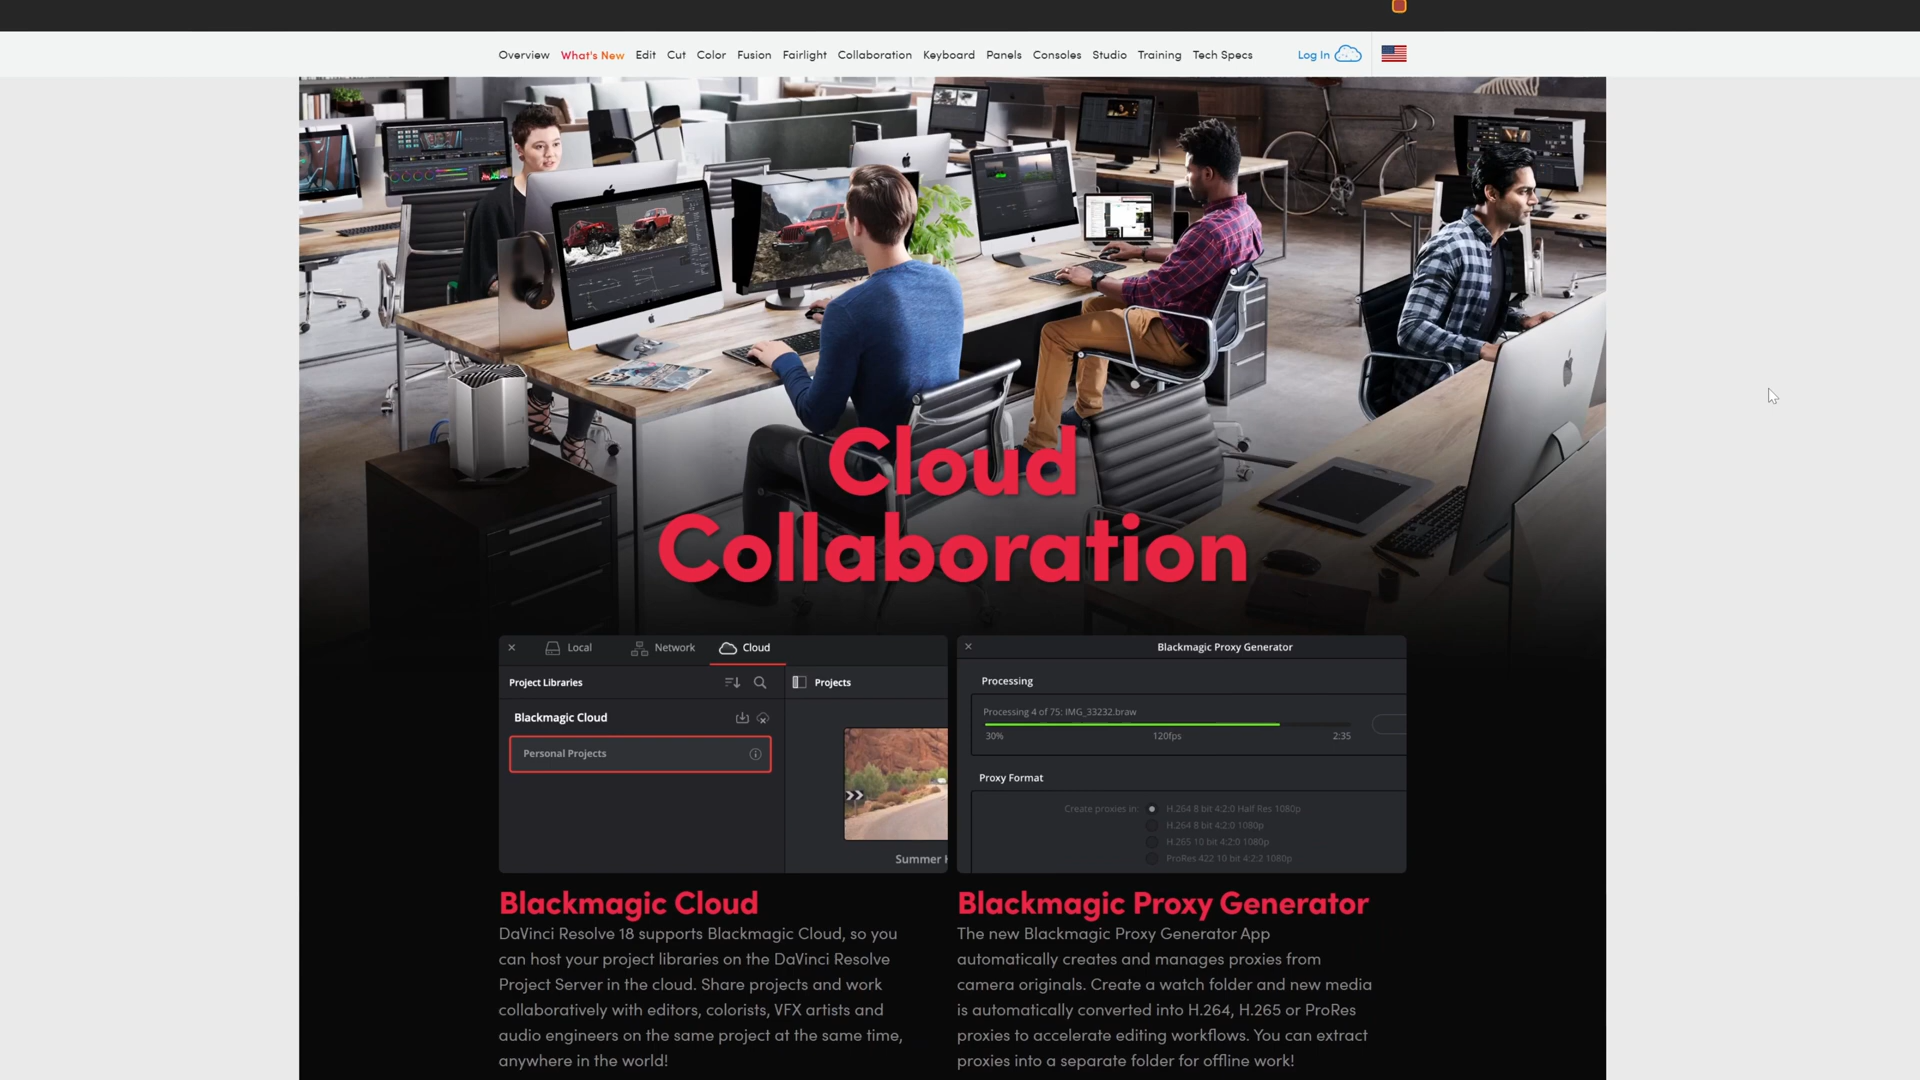 Overview What's New Edit Cut Color Fusion Fairlight Collaboration Keyboard Panels Consoles Studio Training Tech Specs Log In
Cloud
Collaboration
Local Network Cloud
Project Libraries
Projects
Blackmagic Cloud
Personal Projects
Summer
Blackmagic Proxy Generator
Processing
Processing 4 of 75: IMG_33232.braw
30% 120fps 2:35
Proxy Format
Create proxies in: H.264 8 bit 4:2:0 Half Res 1080p
H.264 8 bit 4:2:0 1080p
H.265 10 bit 4:2:0 1080p
ProRes 422 10 bit 4:2:2 1080p
Blackmagic Cloud
DaVinci Resolve 18 supports Blackmagic Cloud, so you
can host your project libraries on the DaVinci Resolve
Project Server in the cloud. Share projects and work
collaboratively with editors, colorists, VFX artists and
audio engineers on the same project at the same time,
anywhere in the world!
Blackmagic Proxy Generator
The new Blackmagic Proxy Generator App
automatically creates and manages proxies from
camera originals. Create a watch folder and new media
is automatically converted into H.264, H.265 or ProRes
proxies to accelerate editing workflows. You can extract
proxies into a separate folder for offline work!